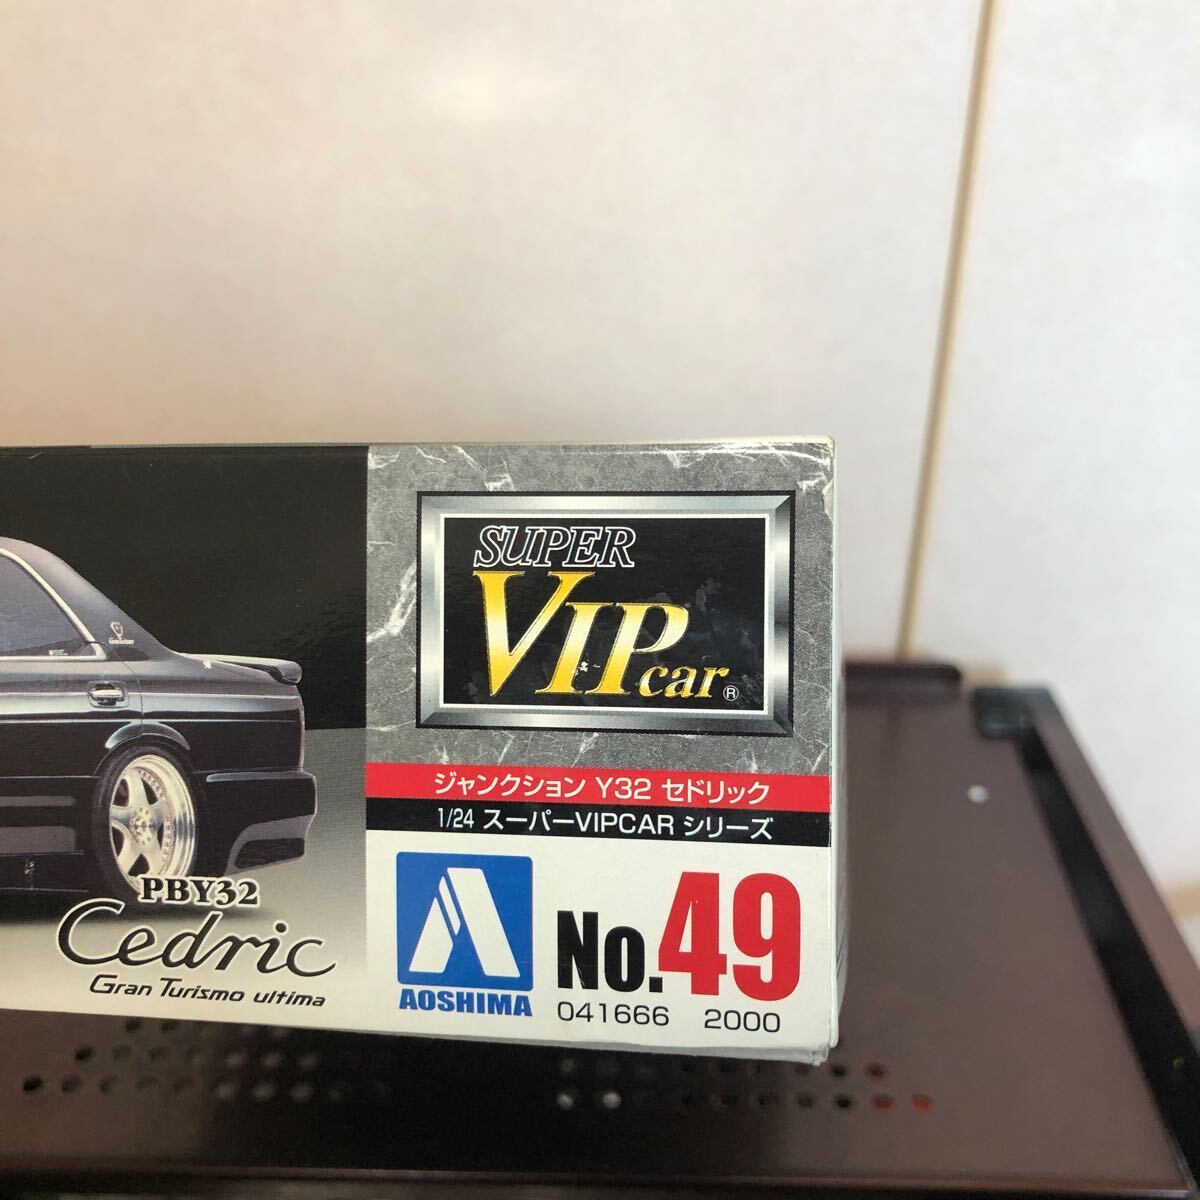 SUPER
VIP
car®
ジャンクション Y32 セドリック
1/24 スーパーVIPCAR シリーズ
PBY32
Cedric
Gran Turismo ultima
AOSHIMA
No.49
041666 2000